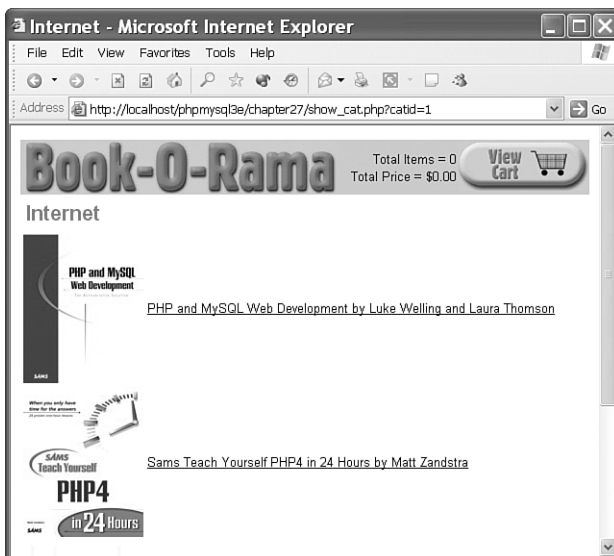 Internet - Microsoft Internet Explorer
File Edit View Favorites Tools Help
Address http://localhost/phpmysql3e/chapter27/show_cat.php?catid=1 Go
Book-O-Rama
Total Items = 0
Total Price = $0.00
View
Cart
Internet
PHP and MySQL
Web Development
SAMS
PHP and MySQL Web Development by Luke Welling and Laura Thomson
When you only have
time for the answers
SAMS
Teach Yourself
PHP4
in 24 Hours
SAMS
Sams Teach Yourself PHP4 in 24 Hours by Matt Zandstra